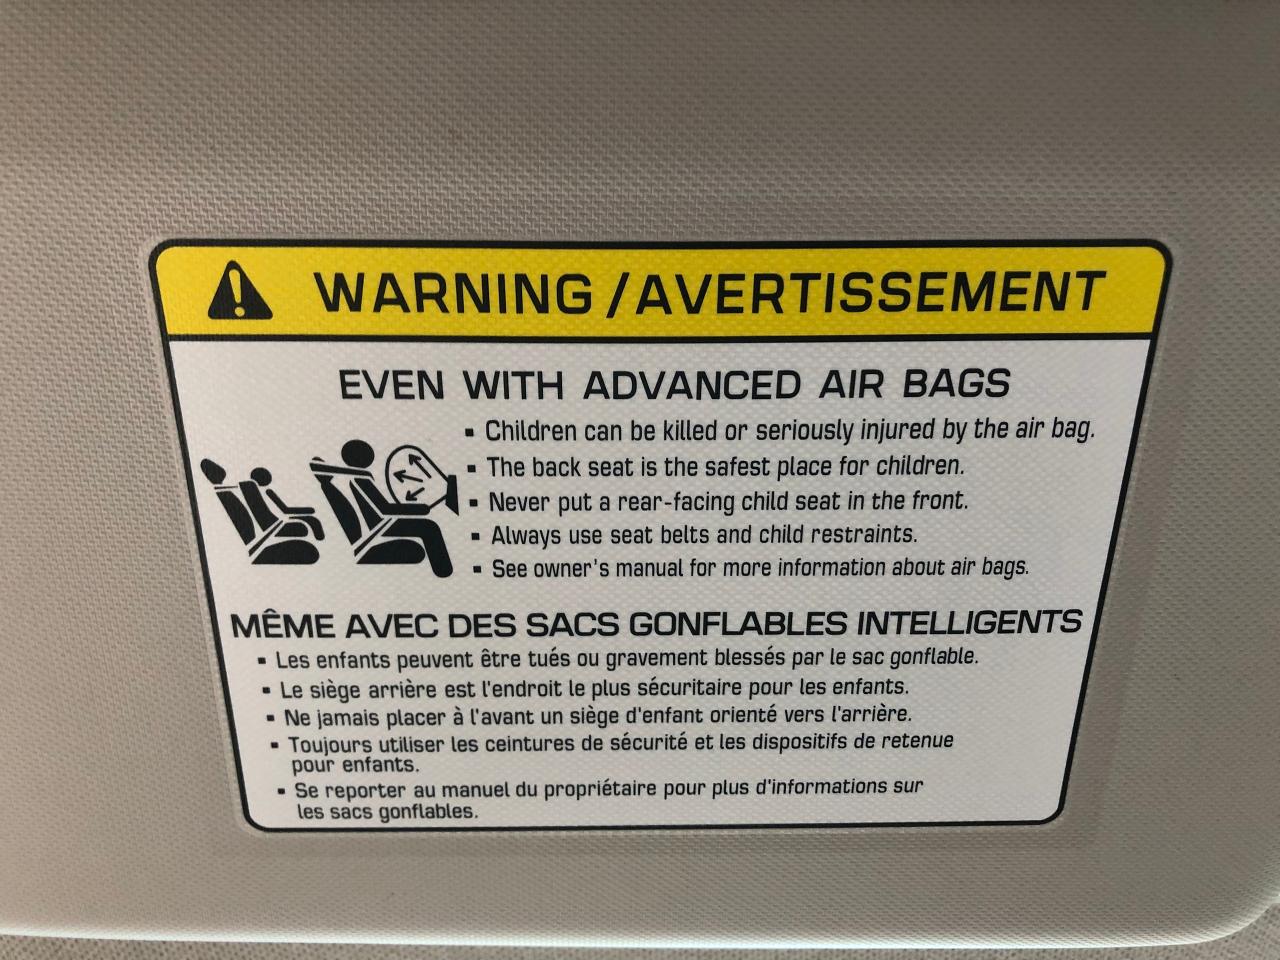 WARNING / AVERTISSEMENT
EVEN WITH ADVANCED AIR BAGS
▪ Children can be killed or seriously injured by the air bag.
▪ The back seat is the safest place for children.
▪ Never put a rear-facing child seat in the front.
▪ Always use seat belts and child restraints.
▪ See owner's manual for more information about air bags.
MÊME AVEC DES SACS GONFLABLES INTELLIGENTS
▪ Les enfants peuvent être tués ou gravement blessés par le sac gonflable.
▪ Le siège arrière est l'endroit le plus sécuritaire pour les enfants.
▪ Ne jamais placer à l'avant un siège d'enfant orienté vers l'arrière.
▪ Toujours utiliser les ceintures de sécurité et les dispositifs de retenue
pour enfants.
▪ Se reporter au manuel du propriétaire pour plus d'informations sur
les sacs gonflables.